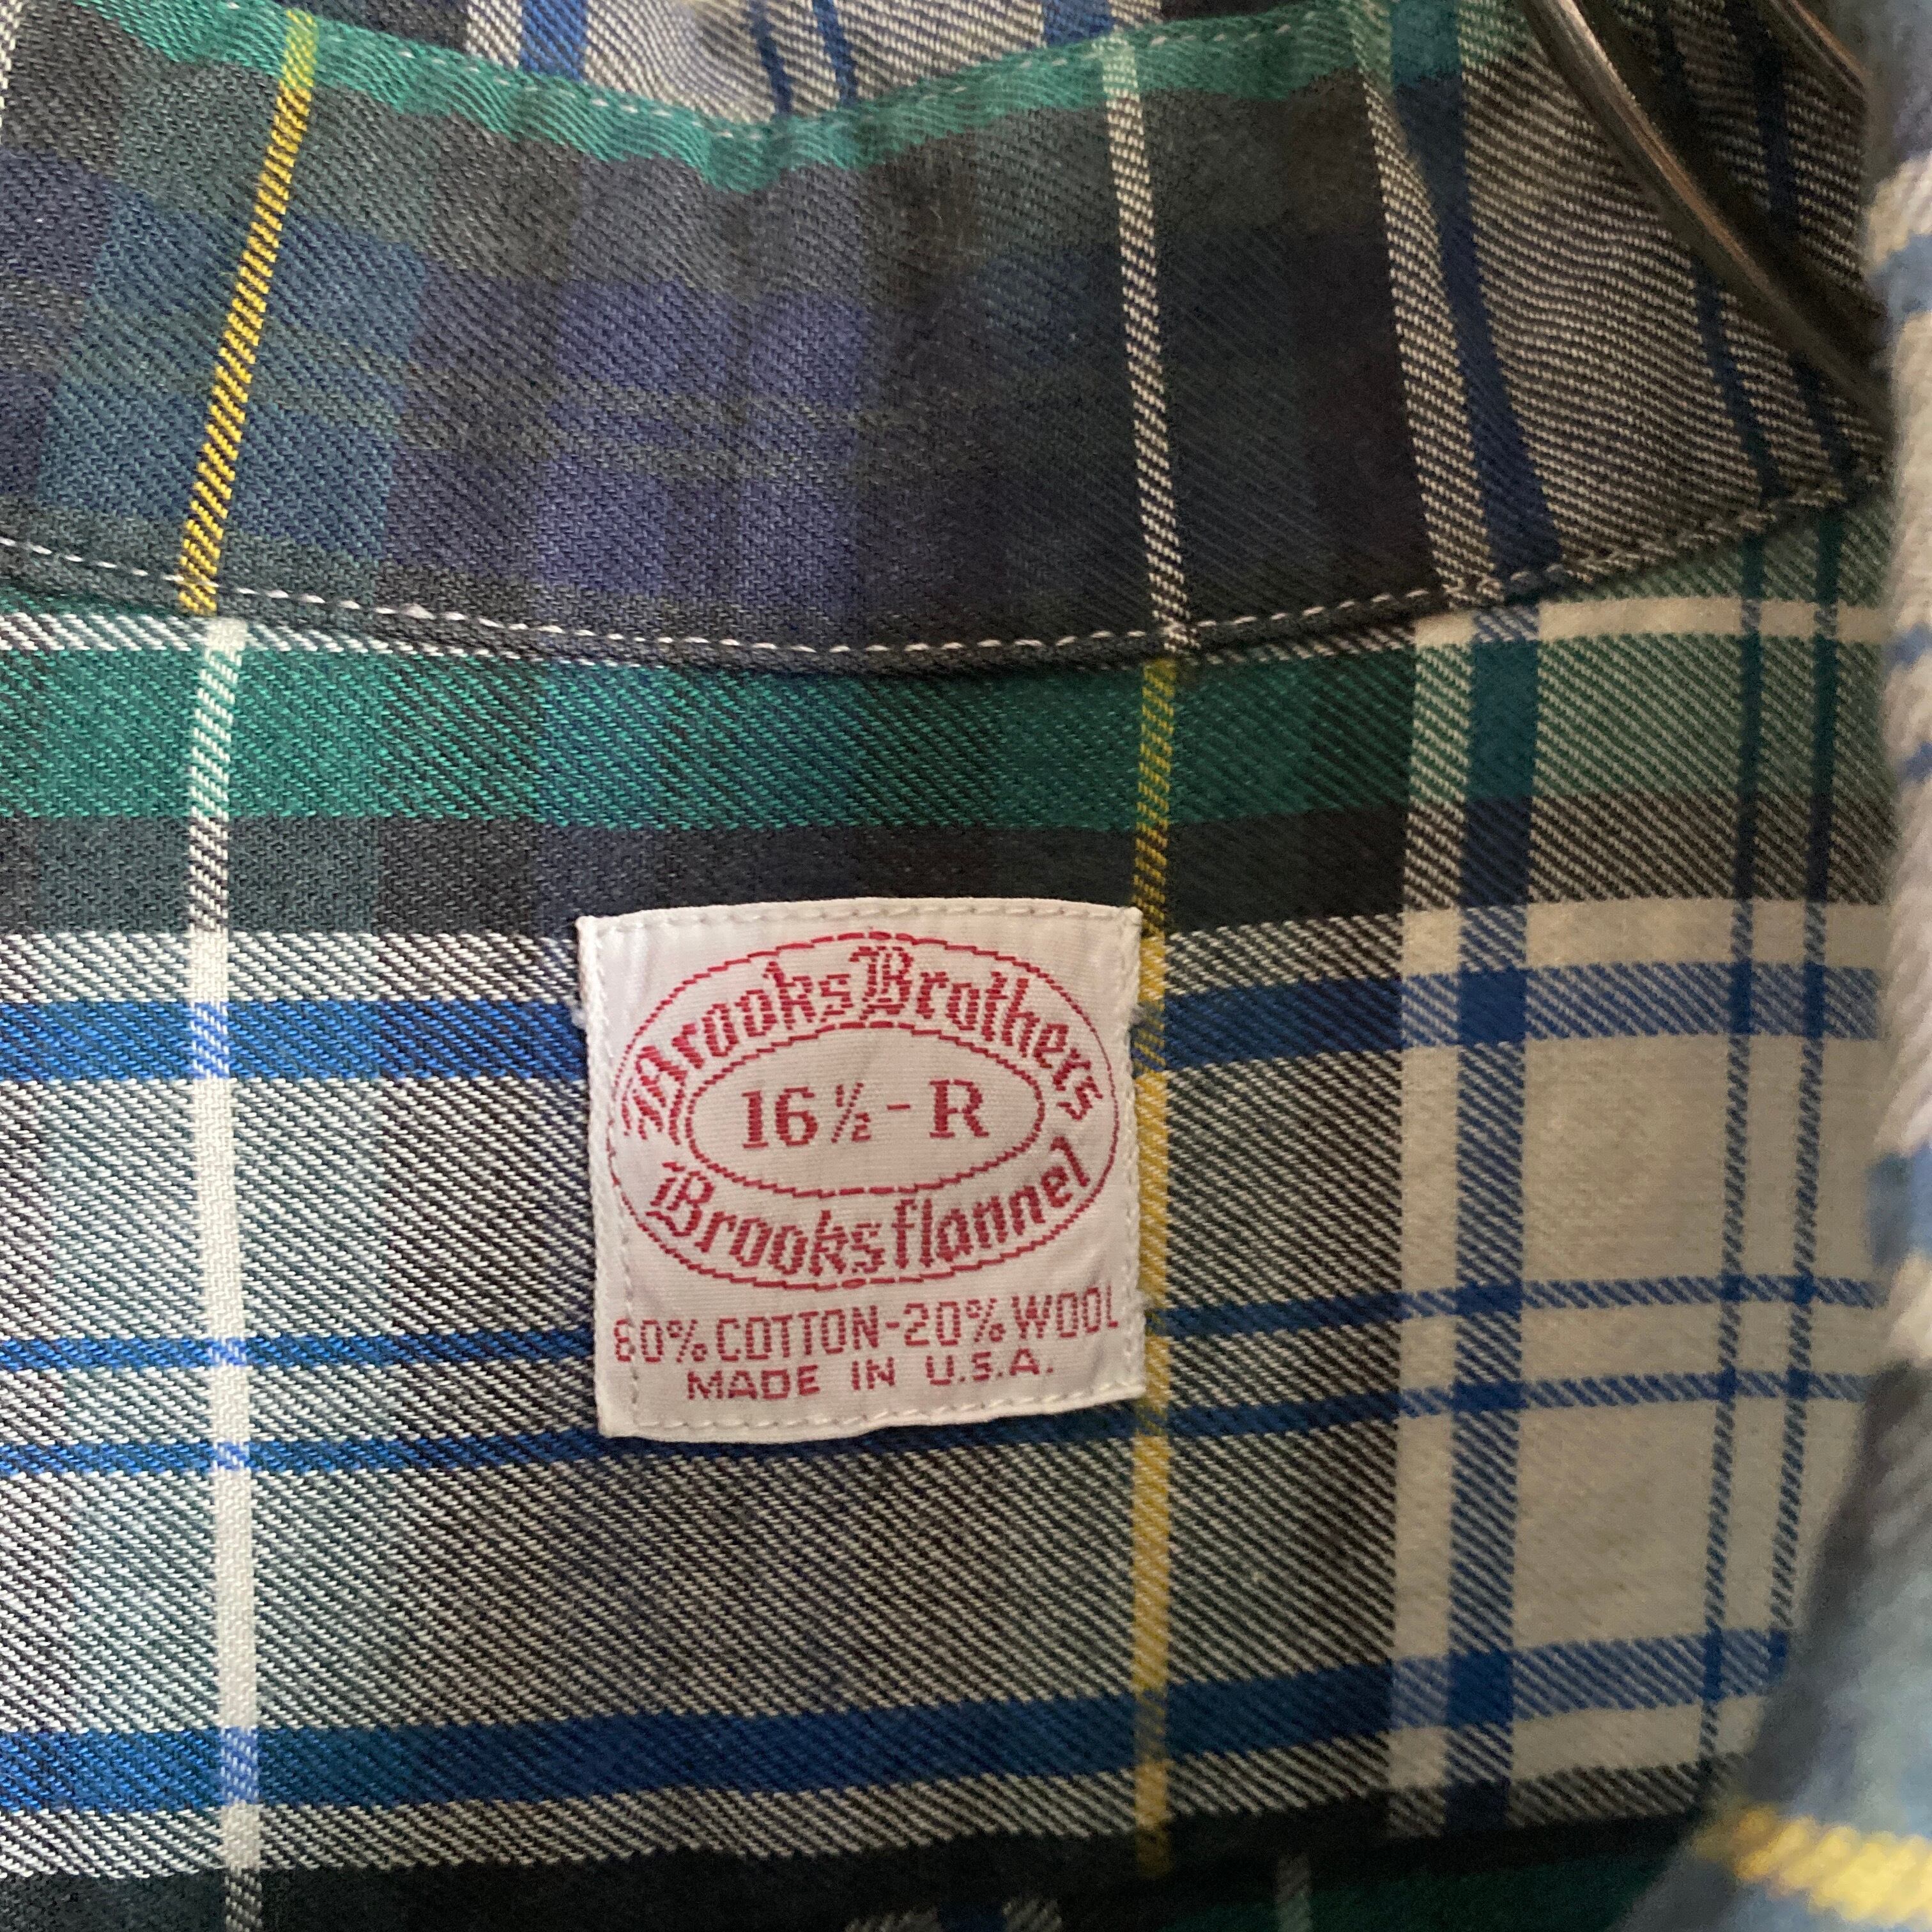 Brooks Brothers
16½-R
Brooksflannel
80% COTTON-20% WOOL
MADE IN U.S.A.